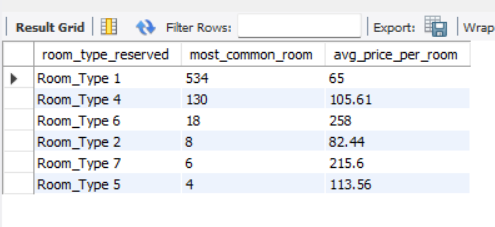 Result Grid Filter Rows: Export: Wrap
room_type_reserved most_common_room avg_price_per_room
Room_Type 1 534 65
Room_Type 4 130 105.61
Room_Type 6 18 258
Room_Type 2 8 82.44
Room_Type 7 6 215.6
Room_Type 5 4 113.56